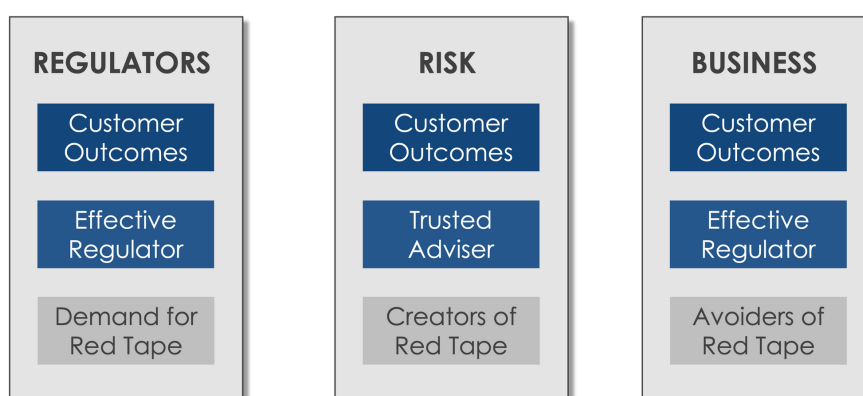 REGULATORS
Customer
Outcomes
Effective
Regulator
Demand for
Red Tape
RISK
Customer
Outcomes
Trusted
Adviser
Creators of
Red Tape
BUSINESS
Customer
Outcomes
Effective
Regulator
Avoiders of
Red Tape